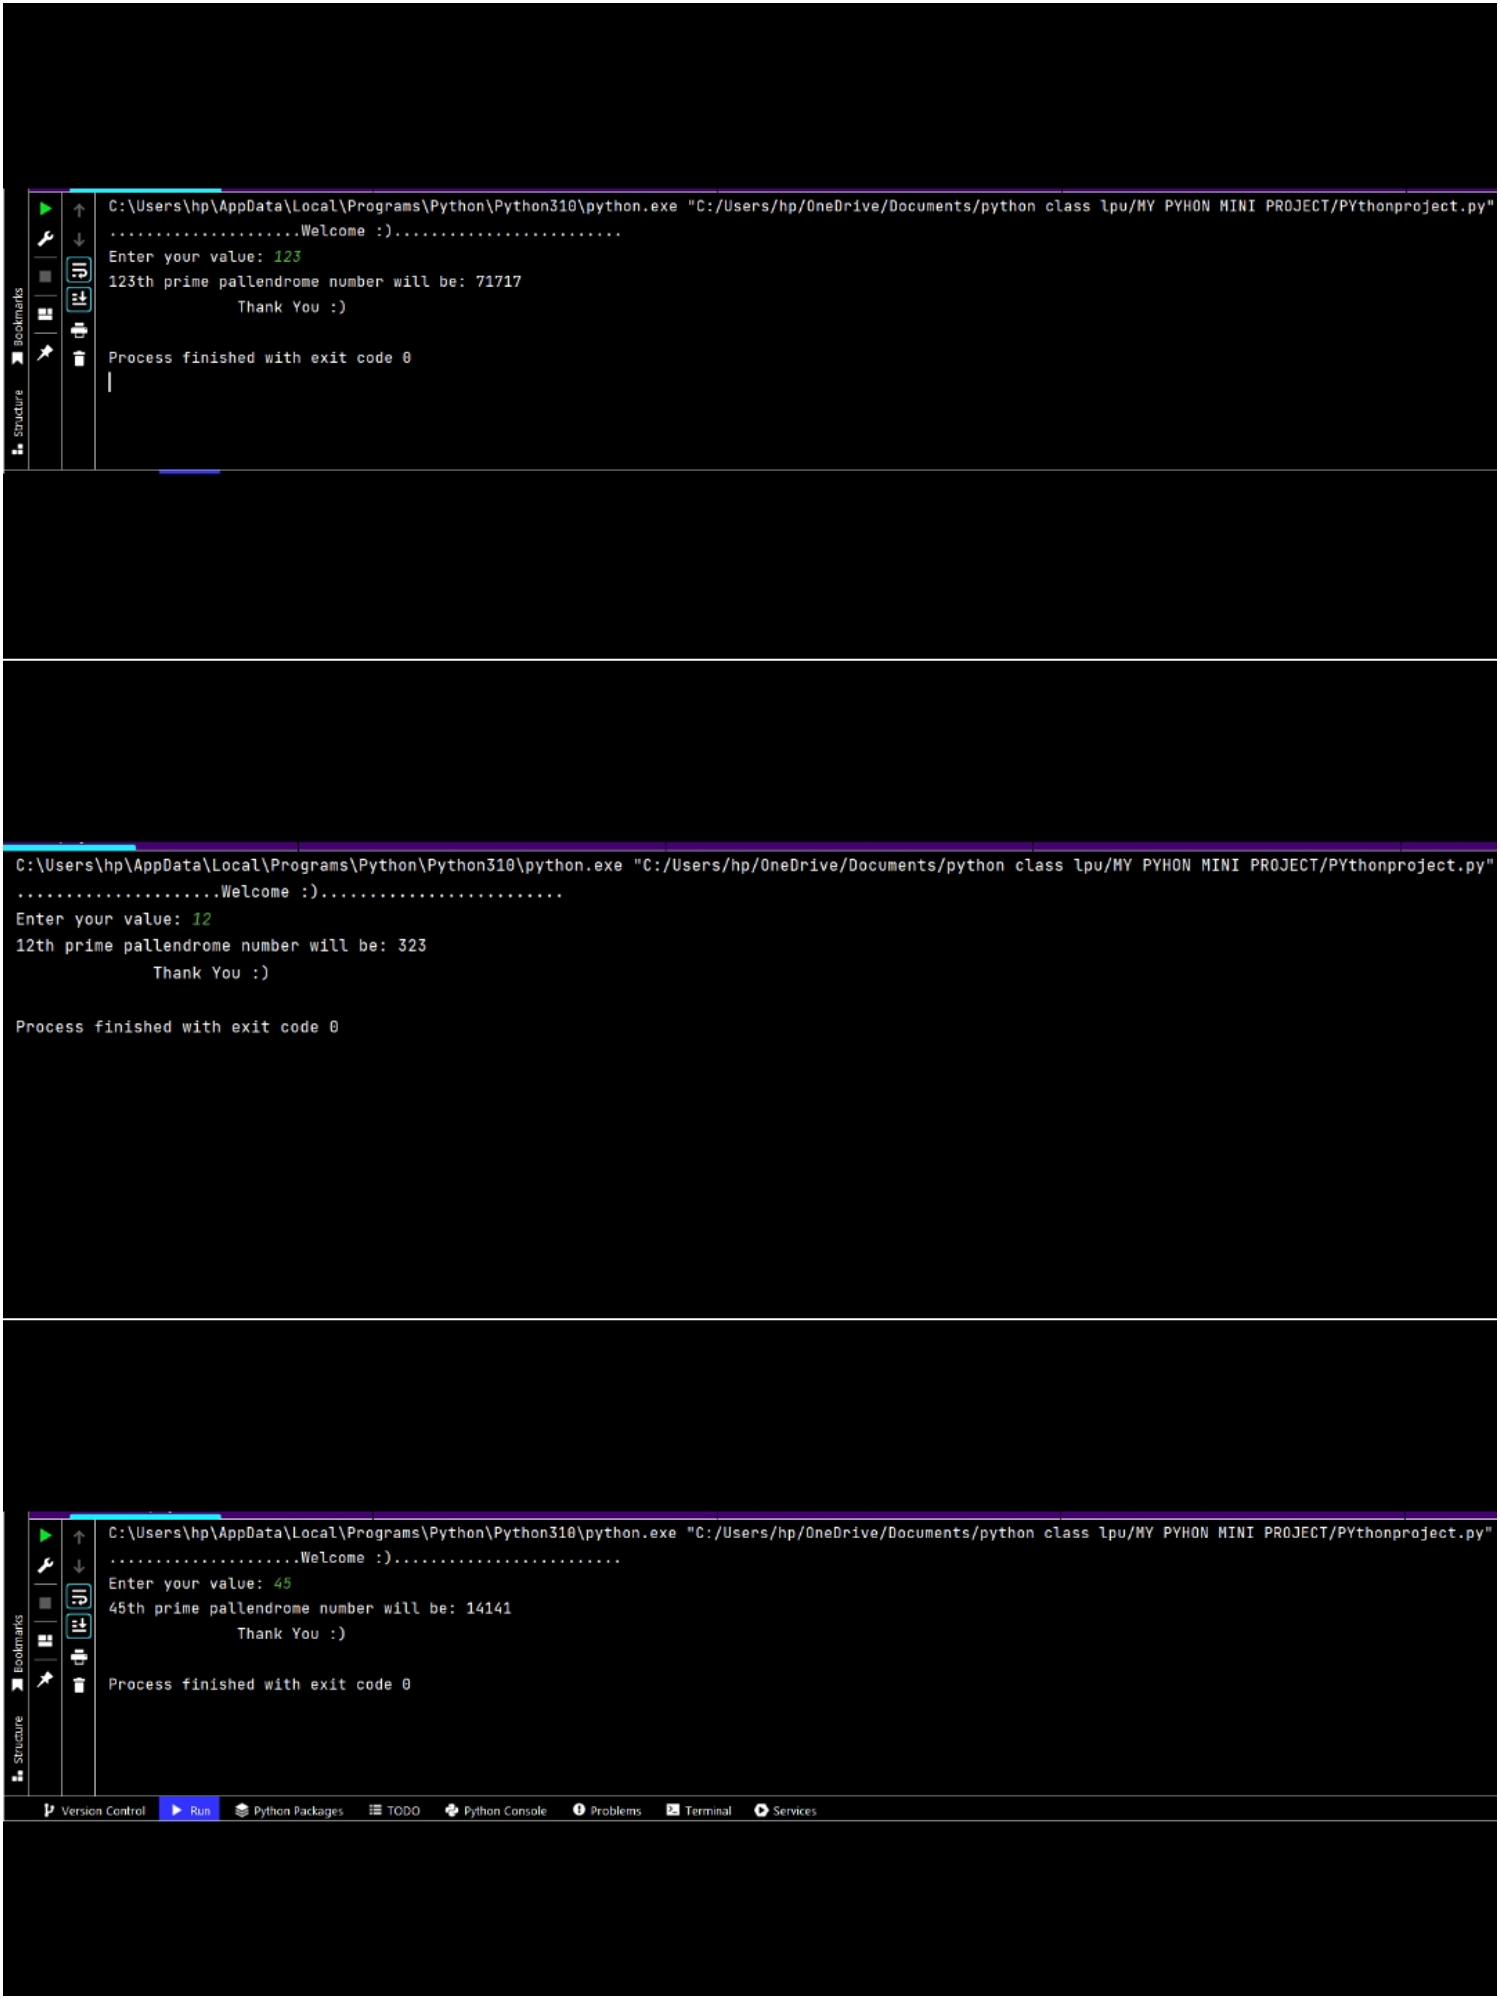 C:\Users\hp\AppData\Local\Programs\Python\Python310\python.exe "C:/Users/hp/OneDrive/Documents/python class lpu/MY PYHON MINI PROJECT/PYthonproject.py"
.....................Welcome :).........................
Enter your value: 123
123th prime pallendrome number will be: 71717
Thank You :)
Process finished with exit code 0
Bookmarks
Structure
C:\Users\hp\AppData\Local\Programs\Python\Python310\python.exe "C:/Users/hp/OneDrive/Documents/python class lpu/MY PYHON MINI PROJECT/PYthonproject.py"
.....................Welcome :).........................
Enter your value: 12
12th prime pallendrome number will be: 323
Thank You :)
Process finished with exit code 0
C:\Users\hp\AppData\Local\Programs\Python\Python310\python.exe "C:/Users/hp/OneDrive/Documents/python class lpu/MY PYHON MINI PROJECT/PYthonproject.py"
.....................Welcome :).........................
Enter your value: 45
45th prime pallendrome number will be: 14141
Thank You :)
Process finished with exit code 0
Bookmarks
Structure
Version Control Run Python Packages TODO Python Console Problems Terminal Services